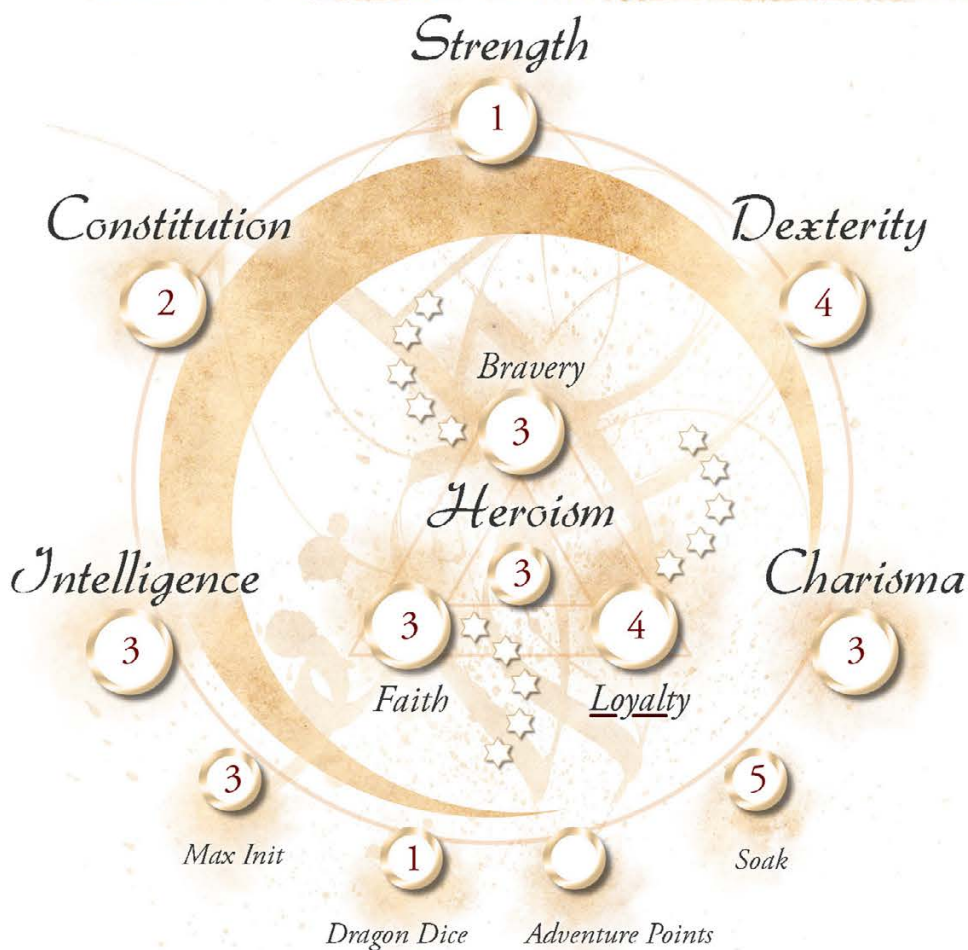 Strength
1
Constitution
Dexterity
2
4
Bravery
3
Heroism
3
Intelligence
Charisma
3
3
4
3
Faith
Loyalty
3
5
Max Init
1
Soak
Dragon Dice
Adventure Points